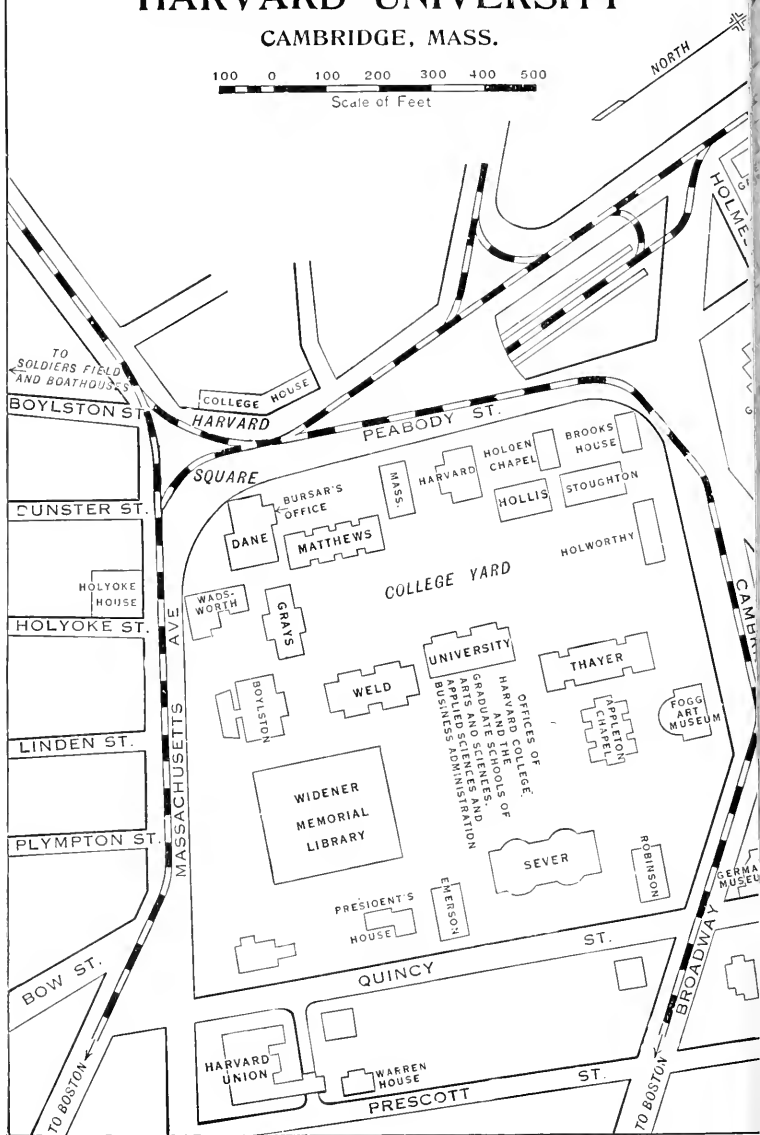 HARVARD UNIVERSITY
CAMBRIDGE, MASS.
100 0 100 200 300 400 500
Scale of Feet
NORTH
TO
SOLDIERS FIELD
AND BOATHOUSES
BOYLSTON ST.
COLLEGE HOUSE
HARVARD
SQUARE
PEABODY ST.
DUNSTER ST.
BURSAR'S
OFFICE
DANE
MATTHEWS
MASS.
HARVARD
HOLDEN
CHAPEL
HOLLIS
BROOKS
HOUSE
STOUGHTON
HOLWORTHY
COLLEGE YARD
HOLYOKE
HOUSE
HOLYOKE ST.
WADS-
WORTH
GRAYS
MASSACHUSETTS AVE
BOYLSTON
WELD
UNIVERSITY
OFFICES OF
HARVARD COLLEGE.
AND THE
GRADUATE SCHOOLS OF
ARTS AND SCIENCES.
APPLIED SCIENCES AND
BUSINESS ADMINISTRATION
THAYER
APPLETON
CHAPEL
FOGG
ART
MUSEUM
LINDEN ST.
WIDENER
MEMORIAL
LIBRARY
PLYMPTON ST.
SEVER
ROBINSON
EMERSON
PRESIDENT'S
HOUSE
QUINCY ST.
BROADWAY
BOW ST.
HARVARD
UNION
WARREN
HOUSE
PRESCOTT ST.
TO BOSTON
TO BOSTON